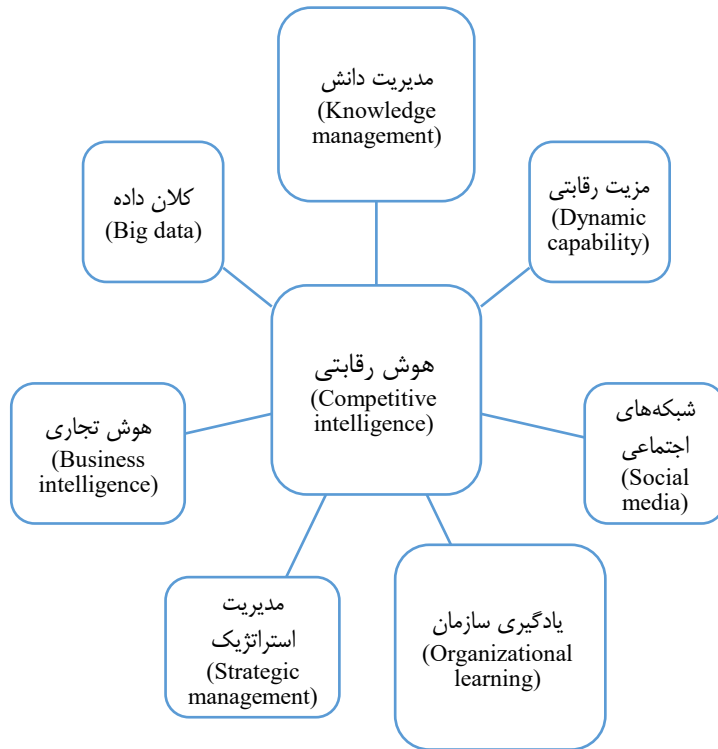 مدیریت دانش
(Knowledge
management)
کلان داده
(Big data)
مزیت رقابتی
(Dynamic
capability)
هوش رقابتی
(Competitive
intelligence)
هوش تجاری
(Business
intelligence)
شبکه‌های
اجتماعی
(Social
media)
مدیریت
استراتژیک
(Strategic
management)
یادگیری سازمان
(Organizational
learning)